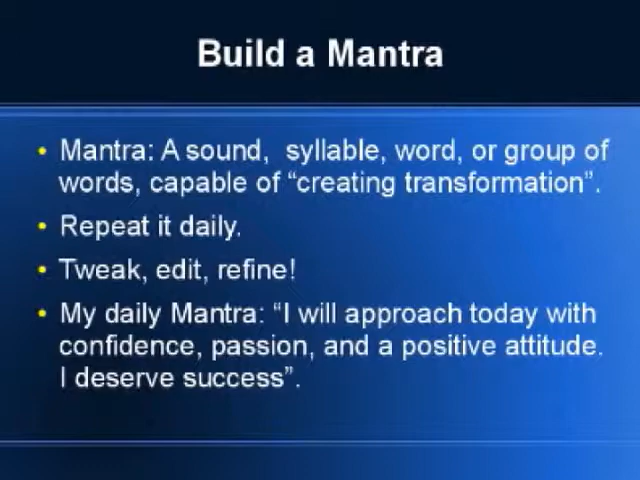 Build a Mantra
• Mantra: A sound,  syllable, word, or group of
words, capable of “creating transformation”.
• Repeat it daily.
• Tweak, edit, refine!
• My daily Mantra: “I will approach today with
confidence, passion, and a positive attitude.
I deserve success”.